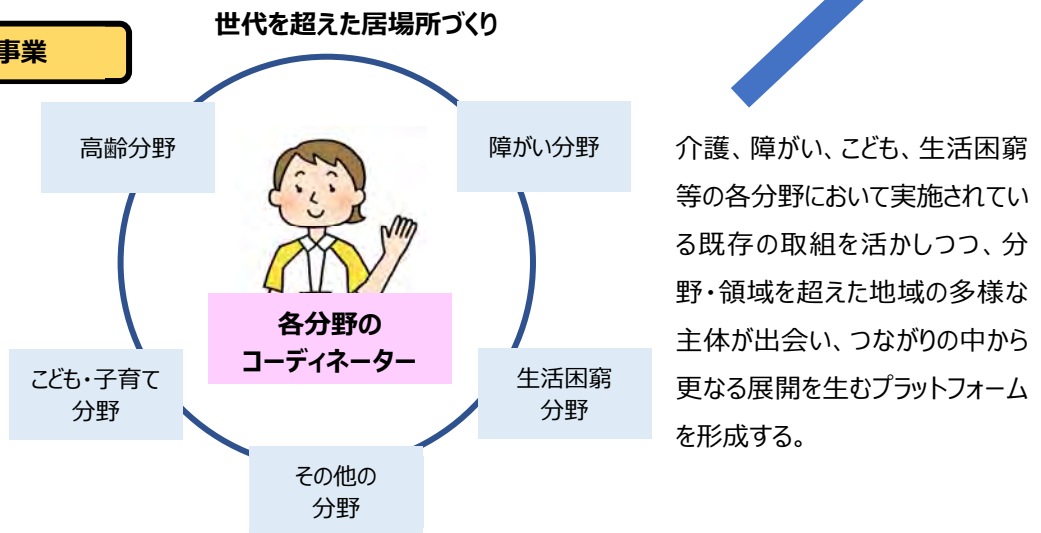 世代を超えた居場所づくり
事業
高齢分野
障がい分野
各分野の
コーディネーター
こども・子育て
分野
生活困窮
分野
その他の
分野
介護、障がい、こども、生活困窮
等の各分野において実施されてい
る既存の取組を活かしつつ、分
野・領域を超えた地域の多様な
主体が出会い、つながりの中から
更なる展開を生むプラットフォーム
を形成する。